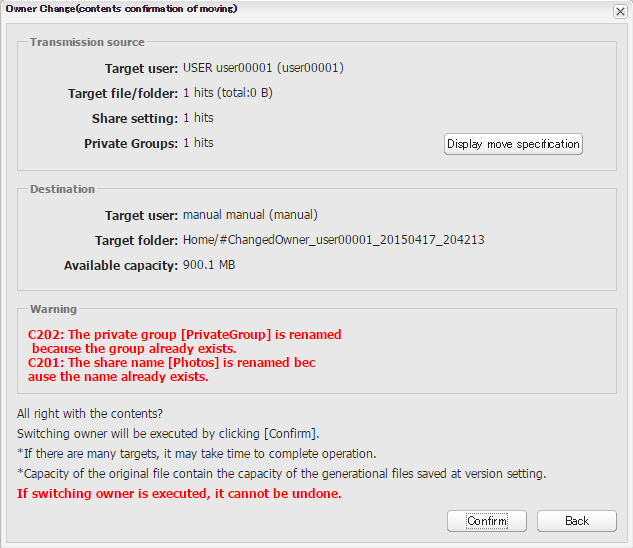 Owner Change(contents confirmation of moving)
Transmission source
Target user: USER user00001 (user00001)
Target file/folder: 1 hits (total:0 B)
Share setting: 1 hits
Private Groups: 1 hits
Display move specification
Destination
Target user: manual manual (manual)
Target folder: Home/#ChangedOwner_user00001_20150417_204213
Available capacity: 900.1 MB
Warning
C202: The private group [PrivateGroup] is renamed
because the group already exists.
C201: The share name [Photos] is renamed bec
ause the name already exists.
All right with the contents?
Switching owner will be executed by clicking [Confirm].
*If there are many targets, it may take time to complete operation.
*Capacity of the original file contain the capacity of the generational files saved at version setting.
If switching owner is executed, it cannot be undone.
Confirm Back